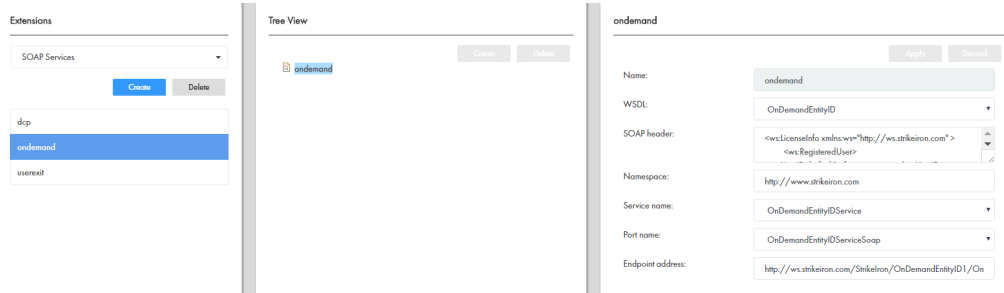 Extensions
SOAP Services
Create Delete
dcp
ondemand
userexit
Tree View
Create Delete
ondemand
ondemand
Apply Discard
Name: ondemand
WSDL: OnDemandEntityID
SOAP header: <ws:LicenseInfo xmlns:ws="http://ws.strikeiron.com" >
<ws:RegisteredUser>
Namespace: http://www.strikeiron.com
Service name: OnDemandEntityIDService
Port name: OnDemandEntityIDServiceSoap
Endpoint address: http://ws.strikeiron.com/StrikeIron/OnDemandEntityID1/On